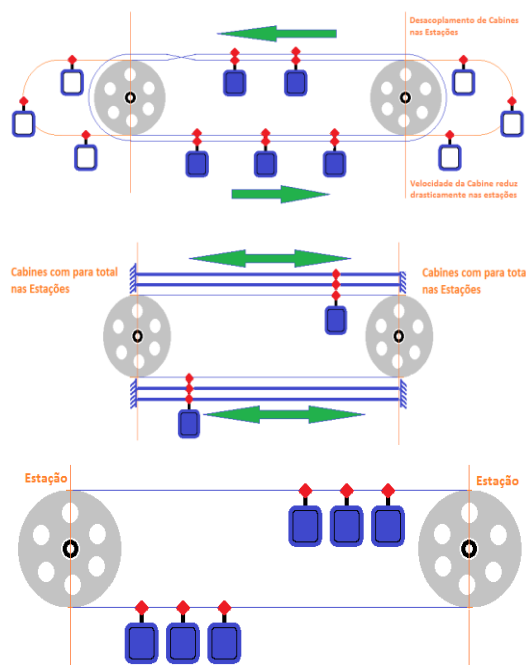 Desacoplamento de Cabines
nas Estações
Velocidade da Cabine reduz
drasticamente nas estações
Cabines com para total
nas Estações
Cabines com para tota
nas Estações
Estação
Estação